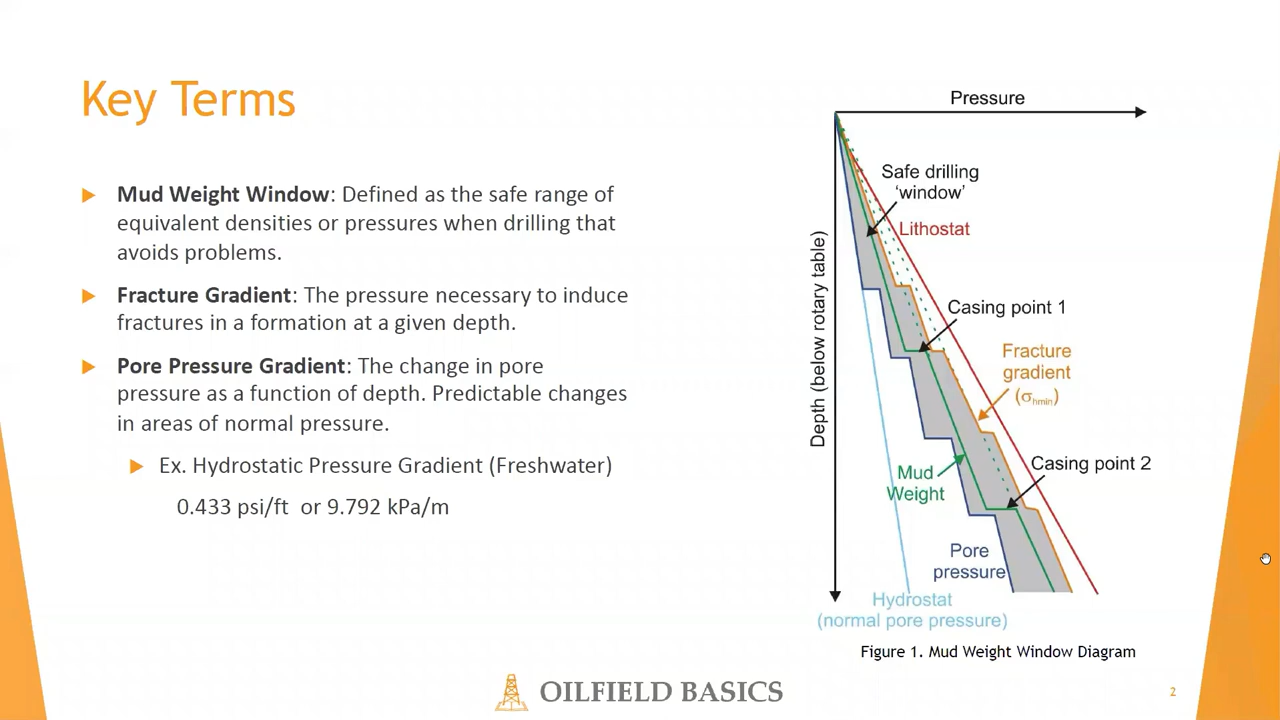 Key Terms
Mud Weight Window: Defined as the safe range of
equivalent densities or pressures when drilling that
avoids problems.
Fracture Gradient: The pressure necessary to induce
fractures in a formation at a given depth.
Pore Pressure Gradient: The change in pore
pressure as a function of depth. Predictable changes
in areas of normal pressure.
Ex. Hydrostatic Pressure Gradient (Freshwater)
0.433 psi/ft or 9.792 kPa/m
Pressure
Depth (below rotary table)
Safe drilling
‘window’
Lithostat
Casing point 1
Fracture
gradient
(σhmin)
Casing point 2
Mud
Weight
Pore
pressure
Hydrostat
(normal pore pressure)
Figure 1. Mud Weight Window Diagram
OILFIELD BASICS
2